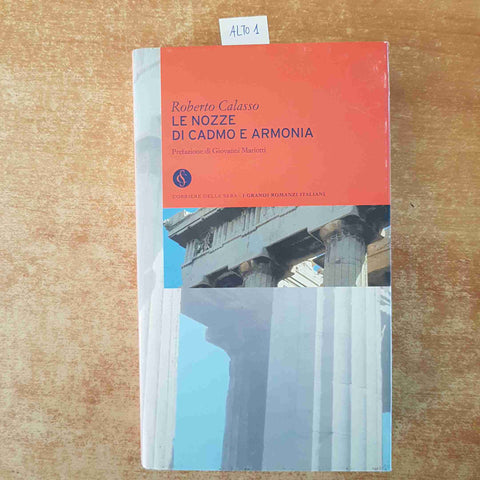 ALTO 1
Roberto Calasso
LE NOZZE
DI CADMO E ARMONIA
Prefazione di Giovanni Mariotti
CORRIERE DELLA SERA - I GRANDI ROMANZI ITALIANI